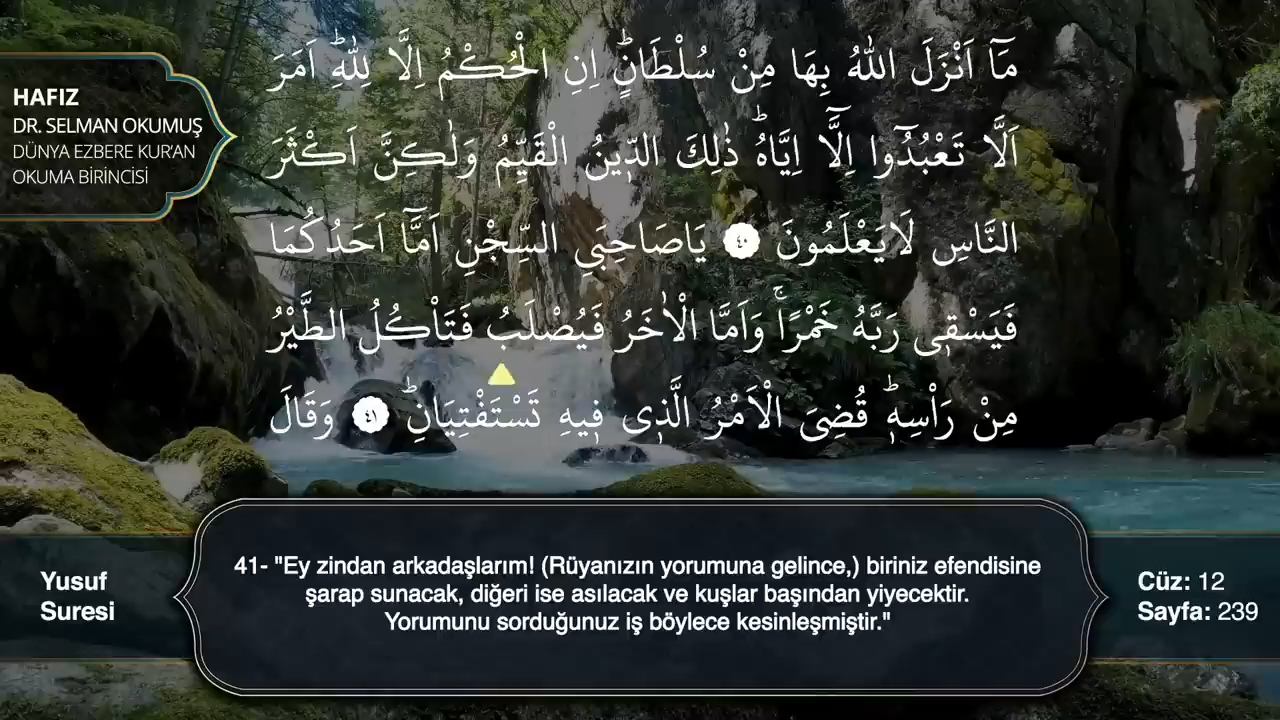 مَٓا اَنْزَلَ اللّٰهُ بِهَا مِنْ سُلْطَانٍۜ اِنِ الْحُكْمُ اِلَّا لِلّٰهِۜ اَمَرَ
اَلَّا تَعْبُدُٓوا اِلَّٓا اِيَّاهُۜ ذٰلِكَ الدّ۪ينُ الْقَيِّمُ وَلٰكِنَّ اَكْثَرَ
النَّاسِ لَا يَعْلَمُونَ ﴿٤٠﴾ يَاصَاحِبَيِ السِّجْنِ اَمَّٓا اَحَدُكُمَا
فَيَسْق۪ي رَبَّهُ خَمْرًاۚ وَاَمَّا الْاٰخَرُ فَيُصْلَبُ فَتَأْكُلُ الطَّيْرُ
مِنْ رَأْسِه۪ۜ قُضِيَ الْاَمْرُ الَّذ۪ي ف۪يهِ تَسْتَفْتِيَانِۜ ﴿٤١﴾ وَقَالَ
HAFIZ
DR. SELMAN OKUMUŞ
DÜNYA EZBERE KUR'AN
OKUMA BİRİNCİSİ
Yusuf
Suresi
41- "Ey zindan arkadaşlarım! (Rüyanızın yorumuna gelince,) biriniz efendisine
şarap sunacak, diğeri ise asılacak ve kuşlar başından yiyecektir.
Yorumunu sorduğunuz iş böylece kesinleşmiştir."
Cüz: 12
Sayfa: 239